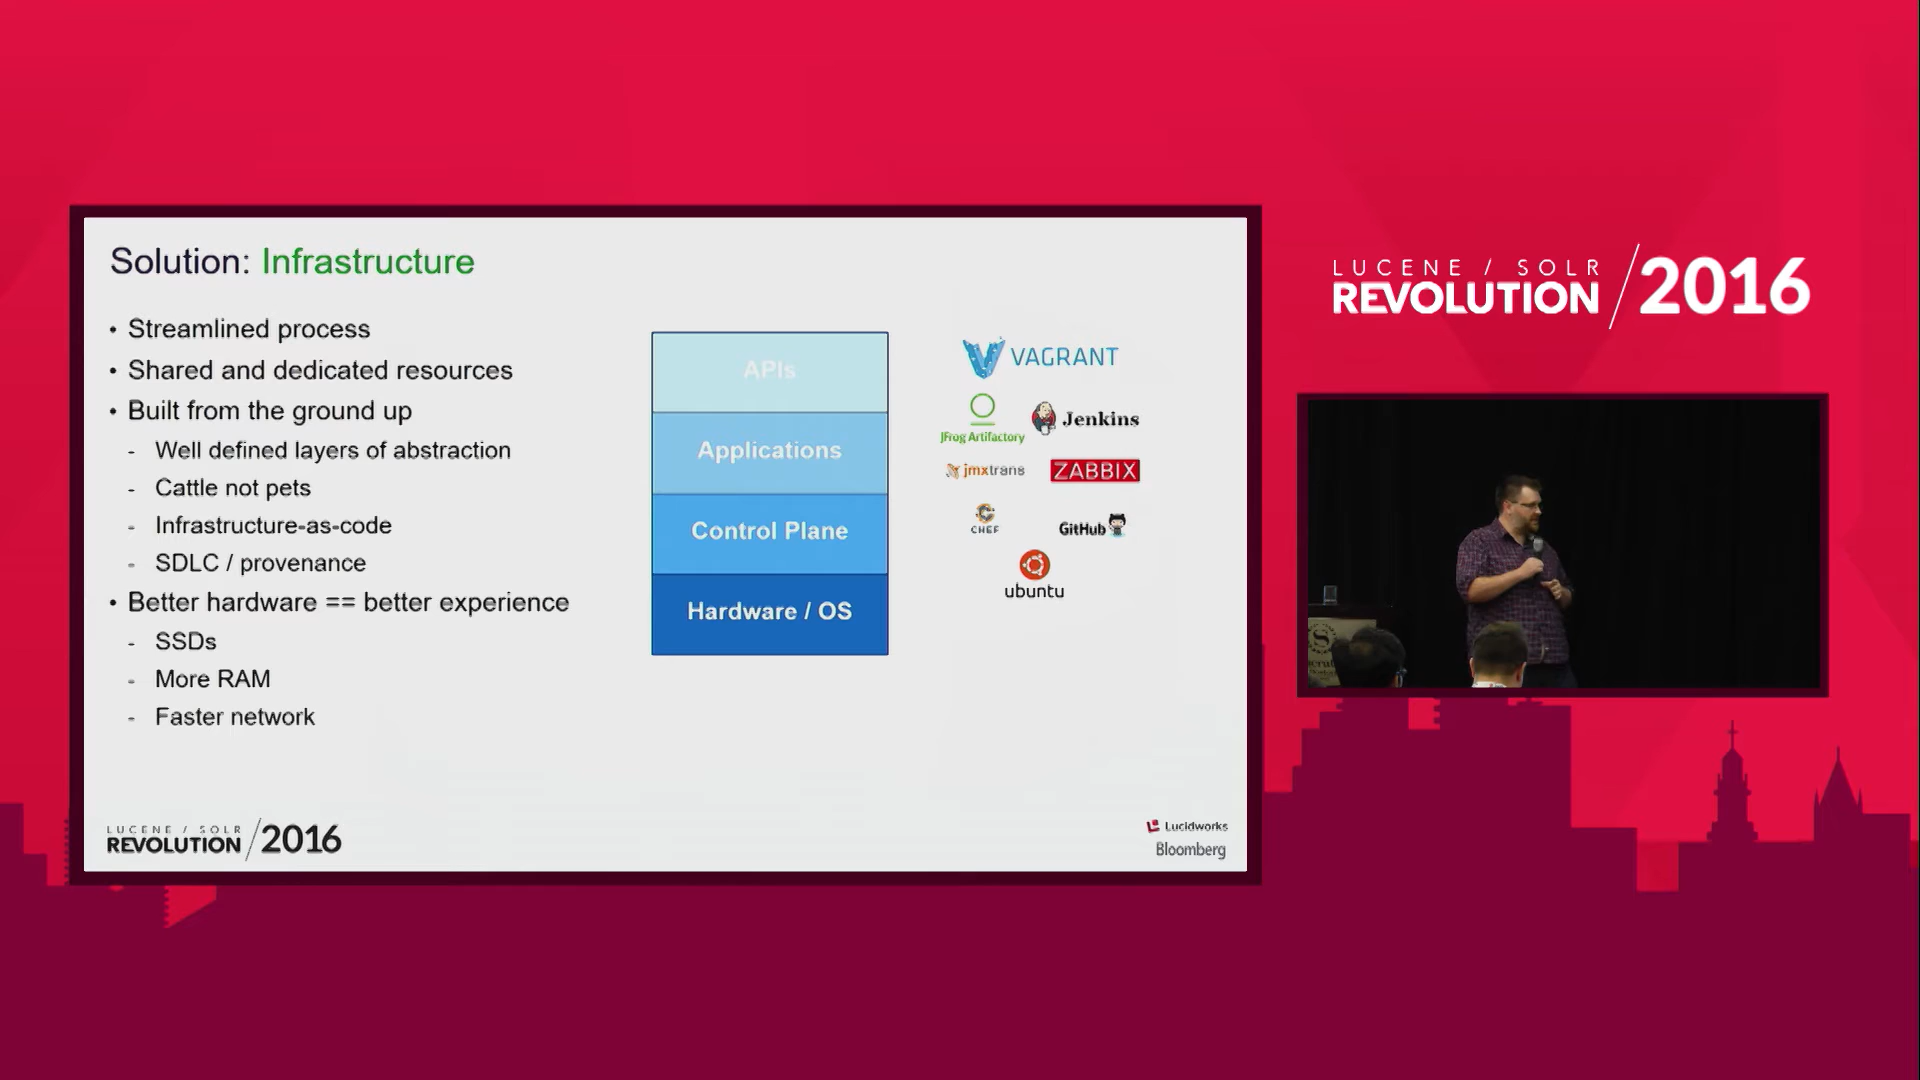 Solution: Infrastructure
• Streamlined process
• Shared and dedicated resources
• Built from the ground up
- Well defined layers of abstraction
- Cattle not pets
- Infrastructure-as-code
- SDLC / provenance
• Better hardware == better experience
- SSDs
- More RAM
- Faster network
APIs
Applications
Control Plane
Hardware / OS
VAGRANT
JFrog Artifactory
Jenkins
jmxtrans
ZABBIX
CHEF
GitHub
ubuntu
LUCENE / SOLR
REVOLUTION / 2016
Lucidworks
Bloomberg
LUCENE / SOLR
REVOLUTION / 2016